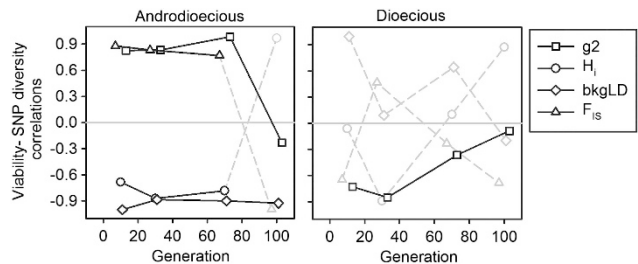 Androdioecious
Dioecious
Viability- SNP diversity
correlations
0.9
0.6
0.3
0.0
-0.3
-0.6
-0.9
0 20 40 60 80 100
Generation
0 20 40 60 80 100
Generation
g2
Hi
bkgLD
FIS